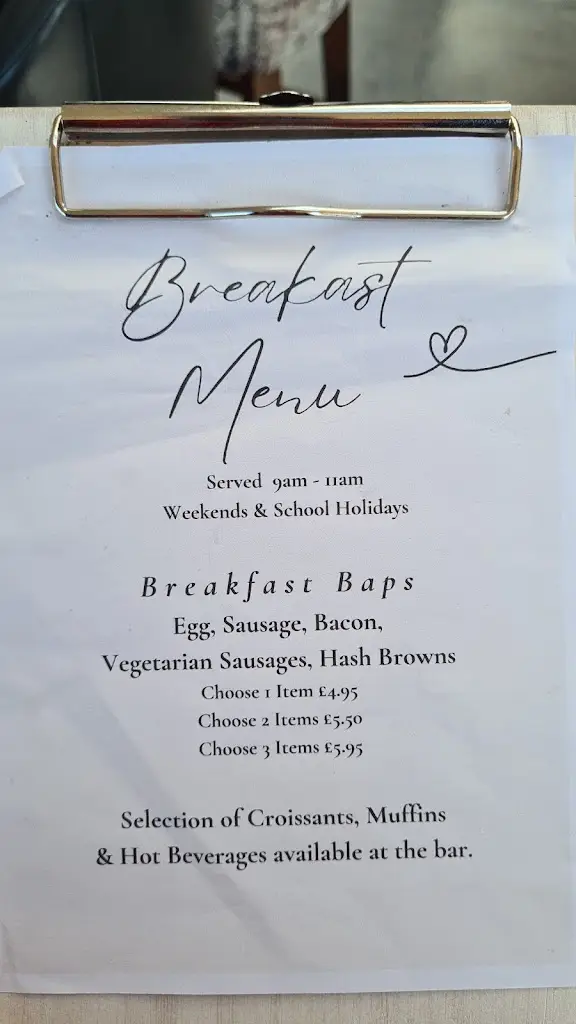 Breakast
Menu
Served 9am - 11am
Weekends & School Holidays
Breakfast Baps
Egg, Sausage, Bacon,
Vegetarian Sausages, Hash Browns
Choose 1 Item £4.95
Choose 2 Items £5.50
Choose 3 Items £5.95
Selection of Croissants, Muffins
& Hot Beverages available at the bar.